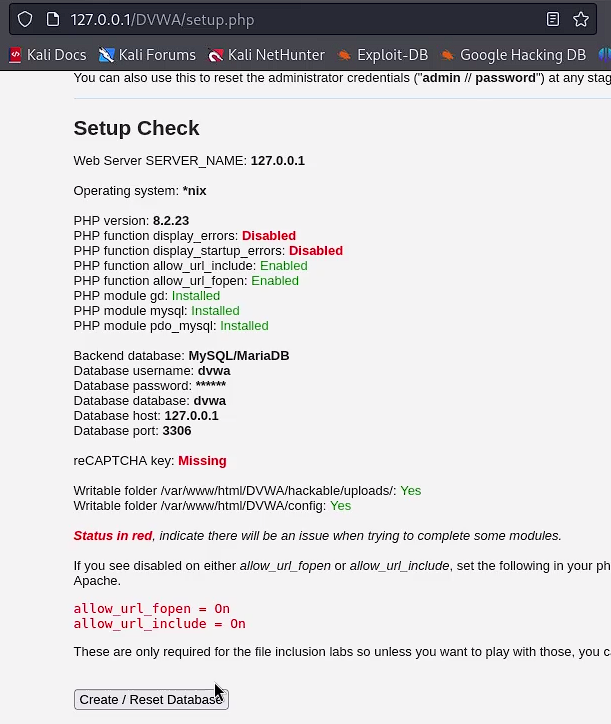 127.0.0.1/DVWA/setup.php
Kali Docs Kali Forums Kali NetHunter Exploit-DB Google Hacking DB
You can also use this to reset the administrator credentials ("admin // password") at any stag
Setup Check
Web Server SERVER_NAME: 127.0.0.1
Operating system: *nix
PHP version: 8.2.23
PHP function display_errors: Disabled
PHP function display_startup_errors: Disabled
PHP function allow_url_include: Enabled
PHP function allow_url_fopen: Enabled
PHP module gd: Installed
PHP module mysql: Installed
PHP module pdo_mysql: Installed
Backend database: MySQL/MariaDB
Database username: dvwa
Database password: ******
Database database: dvwa
Database host: 127.0.0.1
Database port: 3306
reCAPTCHA key: Missing
Writable folder /var/www/html/DVWA/hackable/uploads/: Yes
Writable folder /var/www/html/DVWA/config: Yes
Status in red, indicate there will be an issue when trying to complete some modules.
If you see disabled on either allow_url_fopen or allow_url_include, set the following in your ph
Apache.
allow_url_fopen = On
allow_url_include = On
These are only required for the file inclusion labs so unless you want to play with those, you c
Create / Reset Database